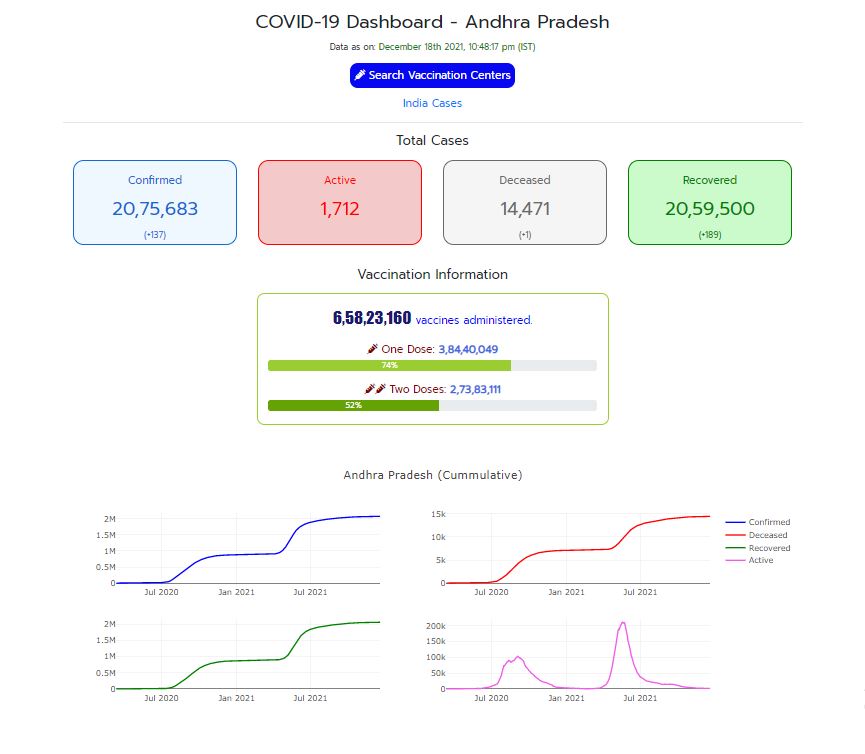 COVID-19 Dashboard - Andhra Pradesh
Data as on: December 18th 2021, 10:48:17 pm (IST)
Search Vaccination Centers
India Cases
Total Cases
Confirmed
20,75,683
(+137)
Active
1,712
Deceased
14,471
(+1)
Recovered
20,59,500
(+189)
Vaccination Information
6,58,23,160 vaccines administered.
One Dose: 3,84,40,049
74%
Two Doses: 2,73,83,111
52%
Andhra Pradesh (Cummulative)
2M
1.5M
1M
0.5M
0
Jul 2020 Jan 2021 Jul 2021
15k
10k
5k
0
Jul 2020 Jan 2021 Jul 2021
Confirmed
Deceased
Recovered
Active
2M
1.5M
1M
0.5M
0
Jul 2020 Jan 2021 Jul 2021
200k
150k
100k
50k
0
Jul 2020 Jan 2021 Jul 2021